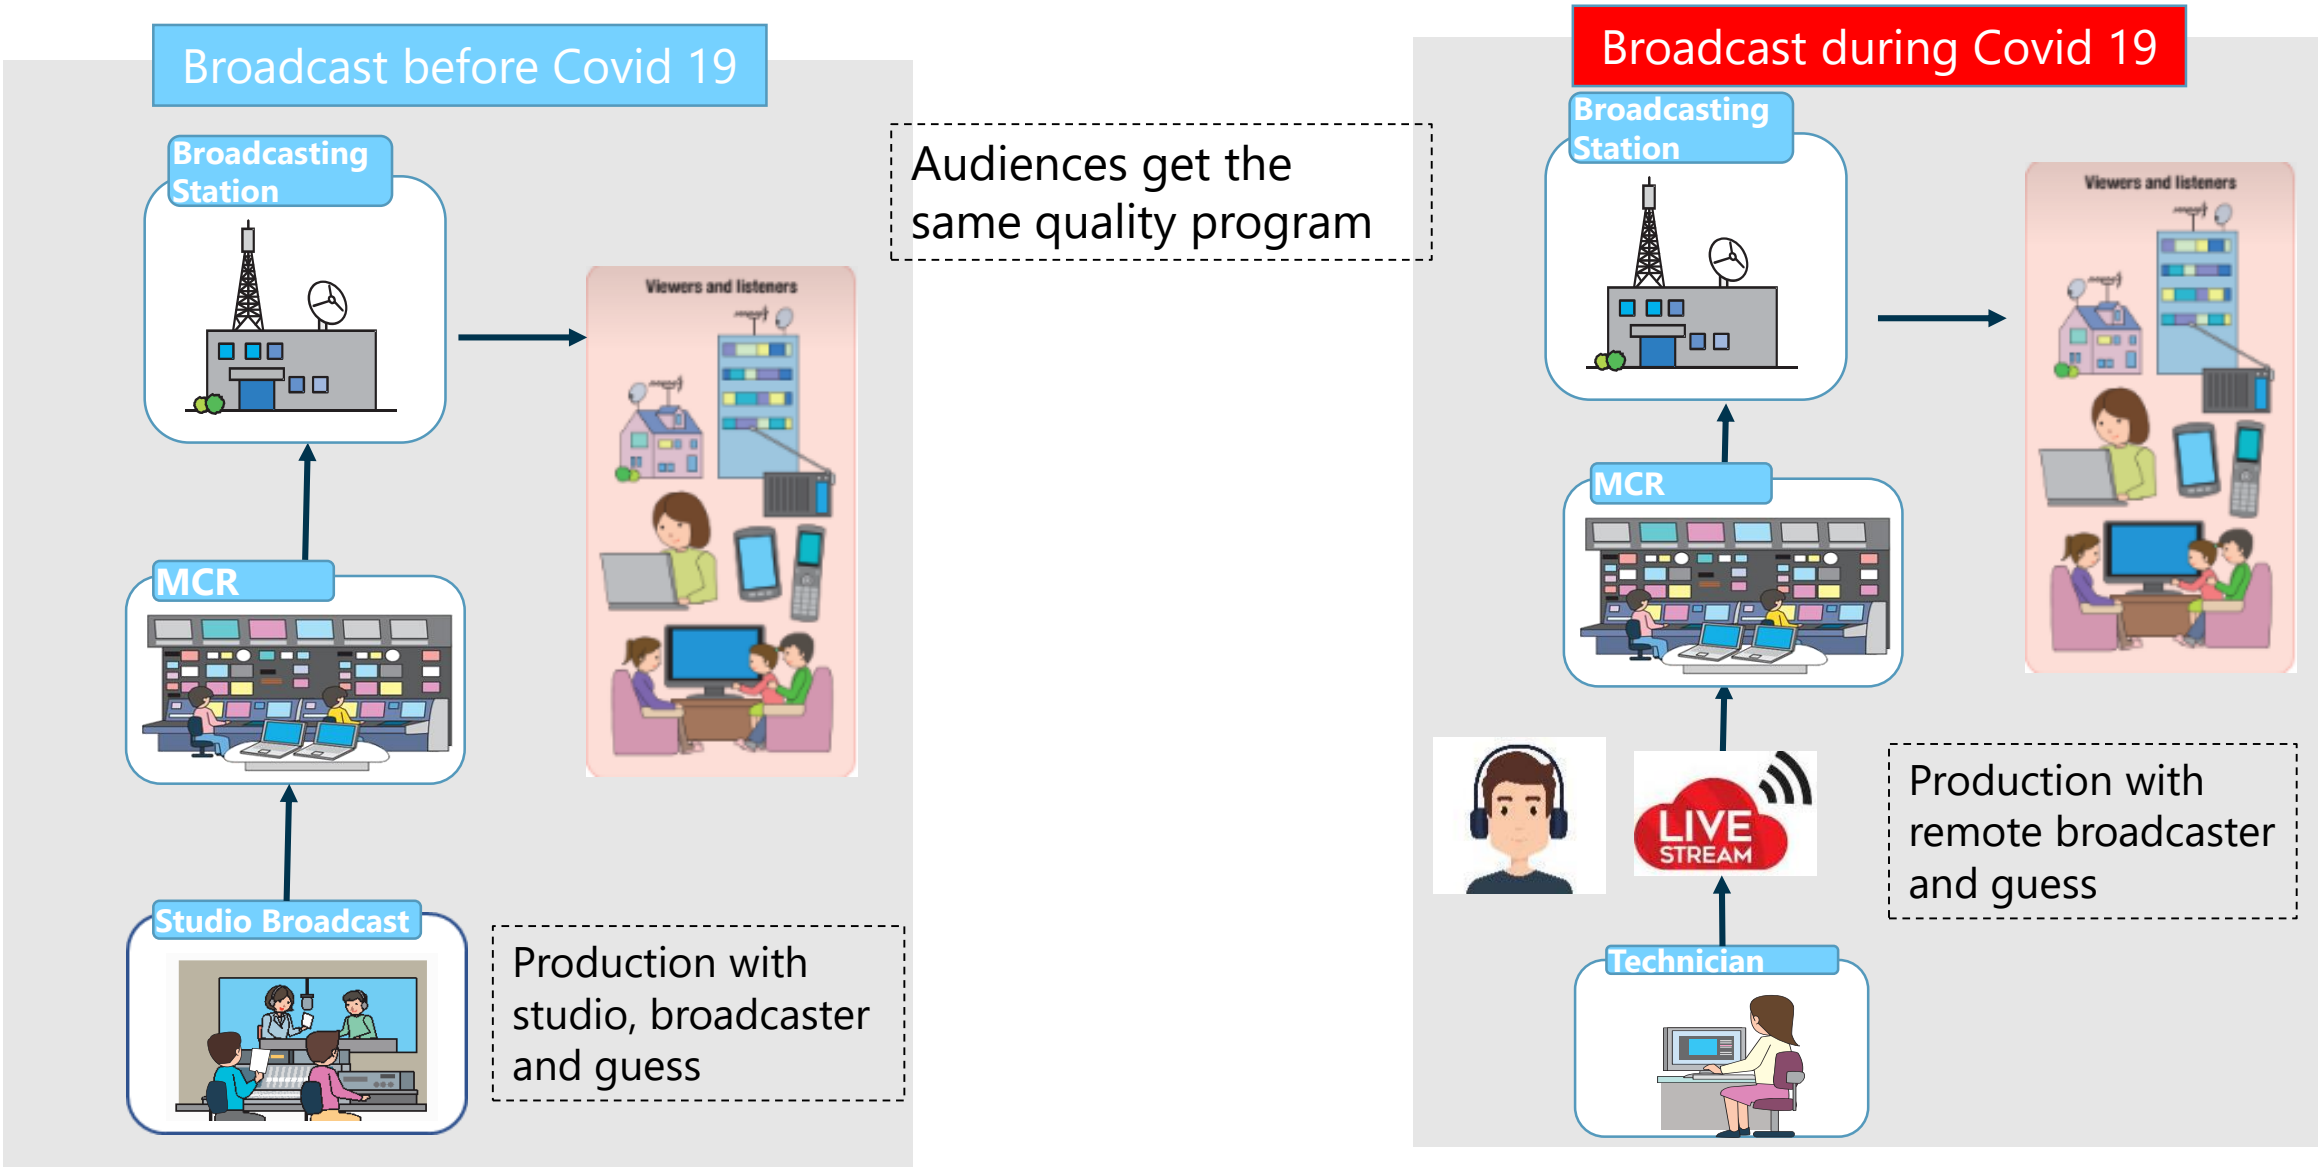 Broadcast before Covid 19
Broadcasting
Station
Viewers and listeners
MCR
Studio Broadcast
Production with
studio, broadcaster
and guess
Audiences get the
same quality program
Broadcast during Covid 19
Broadcasting
Station
Viewers and listeners
MCR
LIVE
STREAM
Production with
remote broadcaster
and guess
Technician